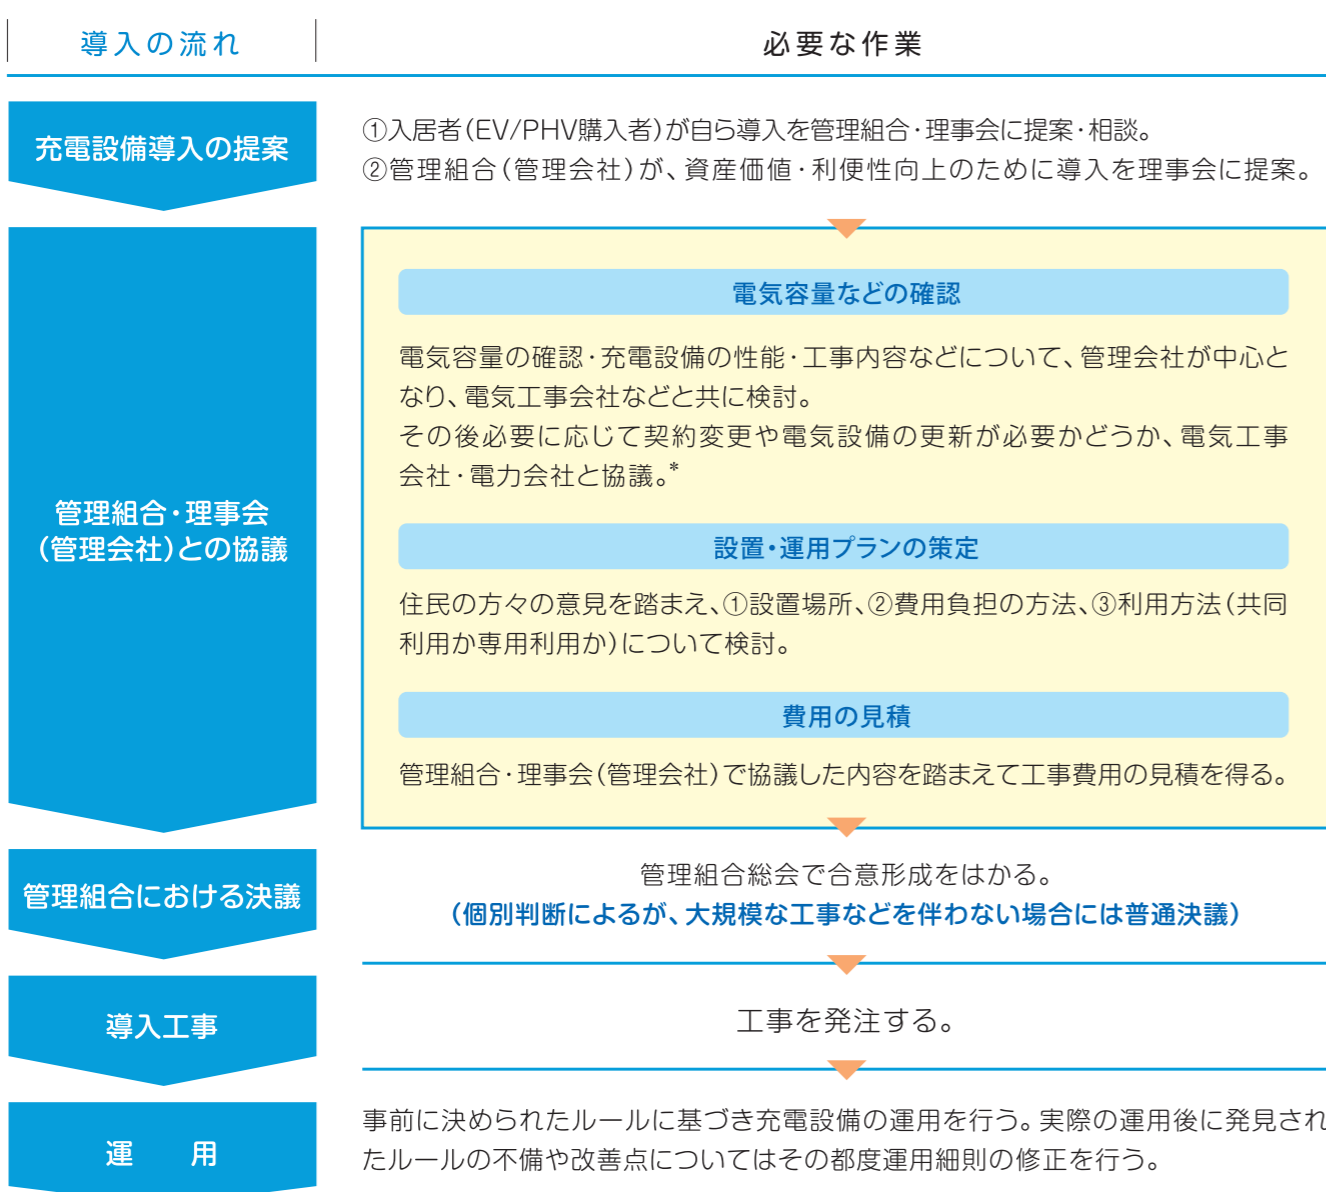 導入の流れ
必要な作業
充電設備導入の提案
①入居者(EV/PHV購入者)が自ら導入を管理組合・理事会に提案・相談。
②管理組合(管理会社)が、資産価値・利便性向上のために導入を理事会に提案。
管理組合・理事会
(管理会社)との協議
電気容量などの確認
電気容量の確認・充電設備の性能・工事内容などについて、管理会社が中心と
なり、電気工事会社などと共に検討。
その後必要に応じて契約変更や電気設備の更新が必要かどうか、電気工事
会社・電力会社と協議。*
設置・運用プランの策定
住民の方々の意見を踏まえ、①設置場所、②費用負担の方法、③利用方法(共同
利用か専用利用か)について検討。
費用の見積
管理組合・理事会(管理会社)で協議した内容を踏まえて工事費用の見積を得る。
管理組合における決議
管理組合総会で合意形成をはかる。
(個別判断によるが、大規模な工事などを伴わない場合には普通決議)
導入工事
工事を発注する。
運　用
事前に決められたルールに基づき充電設備の運用を行う。実際の運用後に発見され
たルールの不備や改善点についてはその都度運用細則の修正を行う。